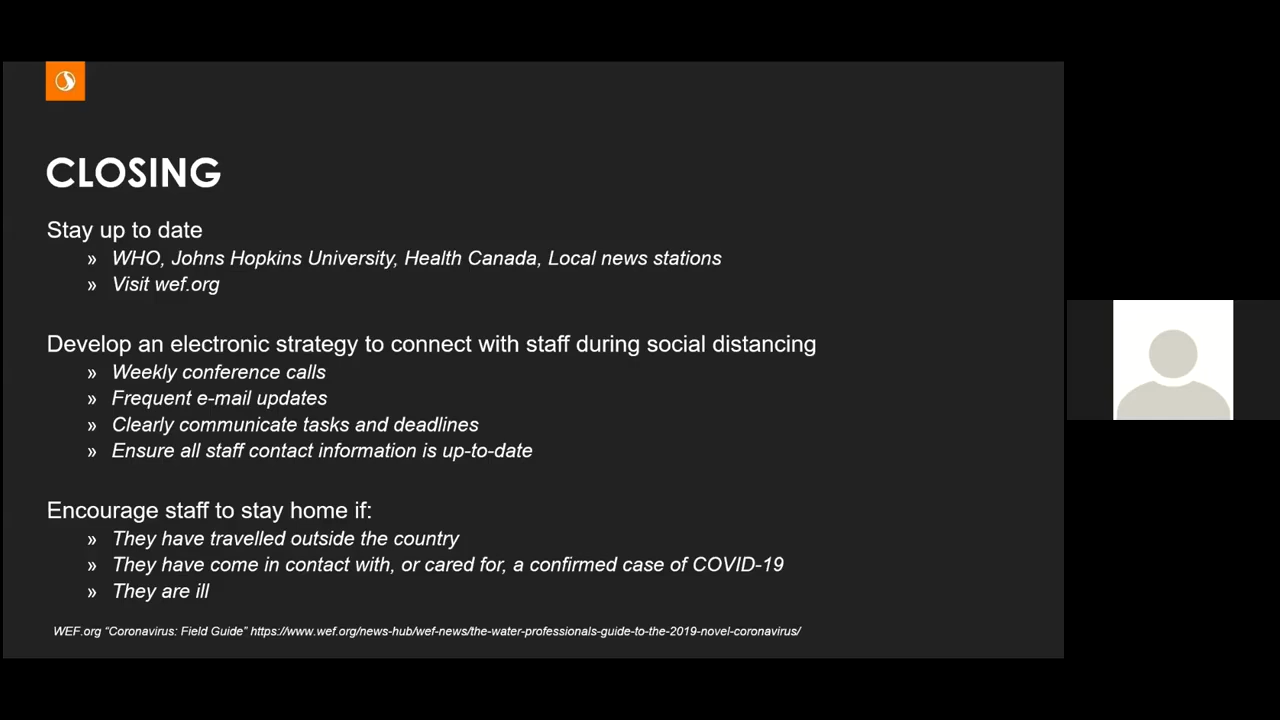 CLOSING
Stay up to date
» WHO, Johns Hopkins University, Health Canada, Local news stations
» Visit wef.org
Develop an electronic strategy to connect with staff during social distancing
» Weekly conference calls
» Frequent e-mail updates
» Clearly communicate tasks and deadlines
» Ensure all staff contact information is up-to-date
Encourage staff to stay home if:
» They have travelled outside the country
» They have come in contact with, or cared for, a confirmed case of COVID-19
» They are ill
WEF.org “Coronavirus: Field Guide” https://www.wef.org/news-hub/wef-news/the-water-professionals-guide-to-the-2019-novel-coronavirus/